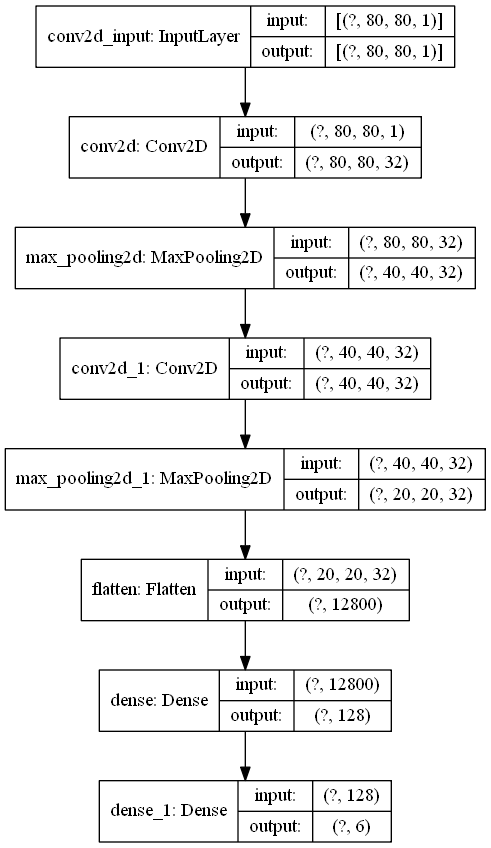 conv2d_input: InputLayer
input: [(?, 80, 80, 1)]
output: [(?, 80, 80, 1)]
conv2d: Conv2D
input: (?, 80, 80, 1)
output: (?, 80, 80, 32)
max_pooling2d: MaxPooling2D
input: (?, 80, 80, 32)
output: (?, 40, 40, 32)
conv2d_1: Conv2D
input: (?, 40, 40, 32)
output: (?, 40, 40, 32)
max_pooling2d_1: MaxPooling2D
input: (?, 40, 40, 32)
output: (?, 20, 20, 32)
flatten: Flatten
input: (?, 20, 20, 32)
output: (?, 12800)
dense: Dense
input: (?, 12800)
output: (?, 128)
dense_1: Dense
input: (?, 128)
output: (?, 6)